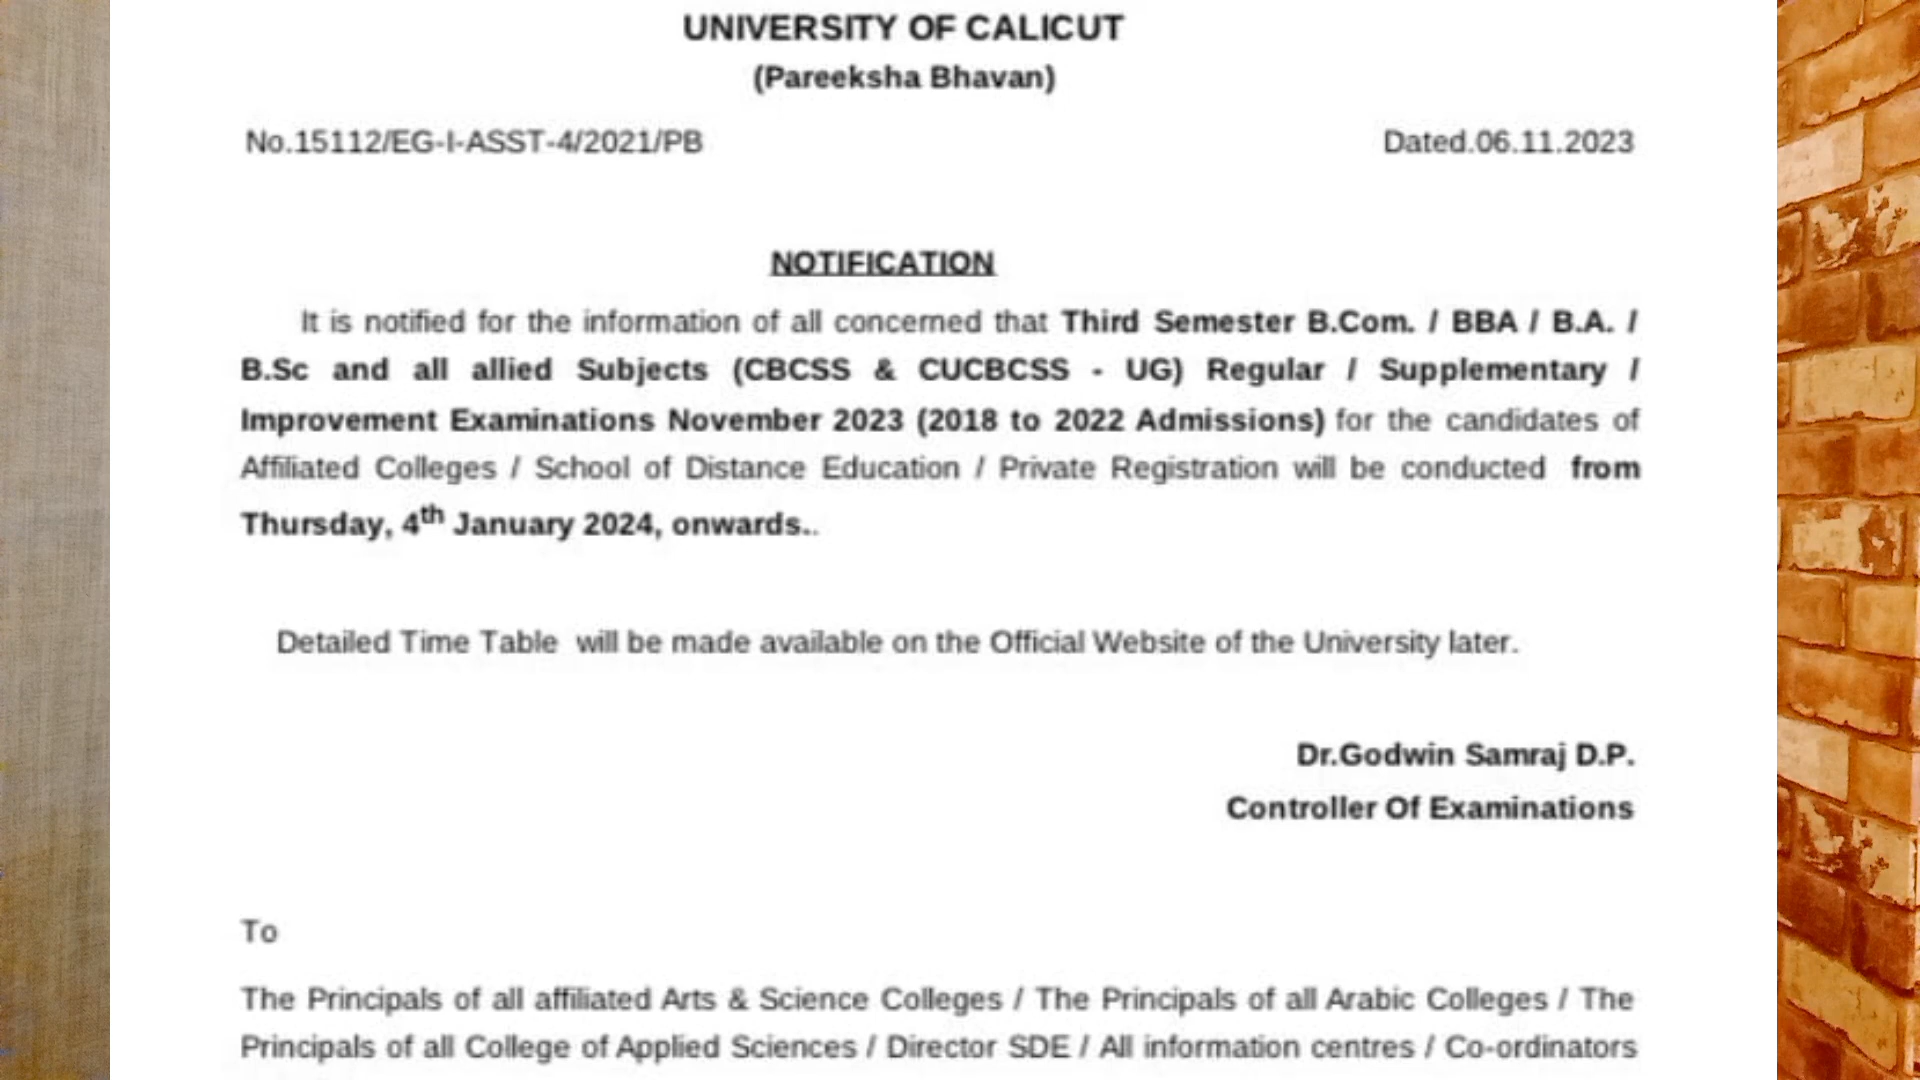 UNIVERSITY OF CALICUT
(Pareeksha Bhavan)
No.15112/EG-I-ASST-4/2021/PB Dated.06.11.2023
NOTIFICATION
It is notified for the information of all concerned that Third Semester B.Com. / BBA / B.A. /
B.Sc and all allied Subjects (CBCSS & CUCBCSS - UG) Regular / Supplementary /
Improvement Examinations November 2023 (2018 to 2022 Admissions) for the candidates of
Affiliated Colleges / School of Distance Education / Private Registration will be conducted from
Thursday, 4th January 2024, onwards..
Detailed Time Table will be made available on the Official Website of the University later.
Dr.Godwin Samraj D.P.
Controller Of Examinations
To
The Principals of all affiliated Arts & Science Colleges / The Principals of all Arabic Colleges / The
Principals of all College of Applied Sciences / Director SDE / All information centres / Co-ordinators